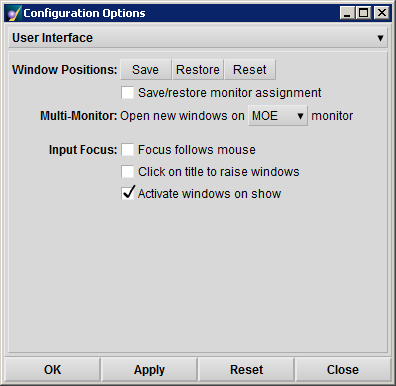 Configuration Options
User Interface
Window Positions: Save Restore Reset
Save/restore monitor assignment
Multi-Monitor: Open new windows on MOE monitor
Input Focus: Focus follows mouse
Click on title to raise windows
Activate windows on show
OK Apply Reset Close